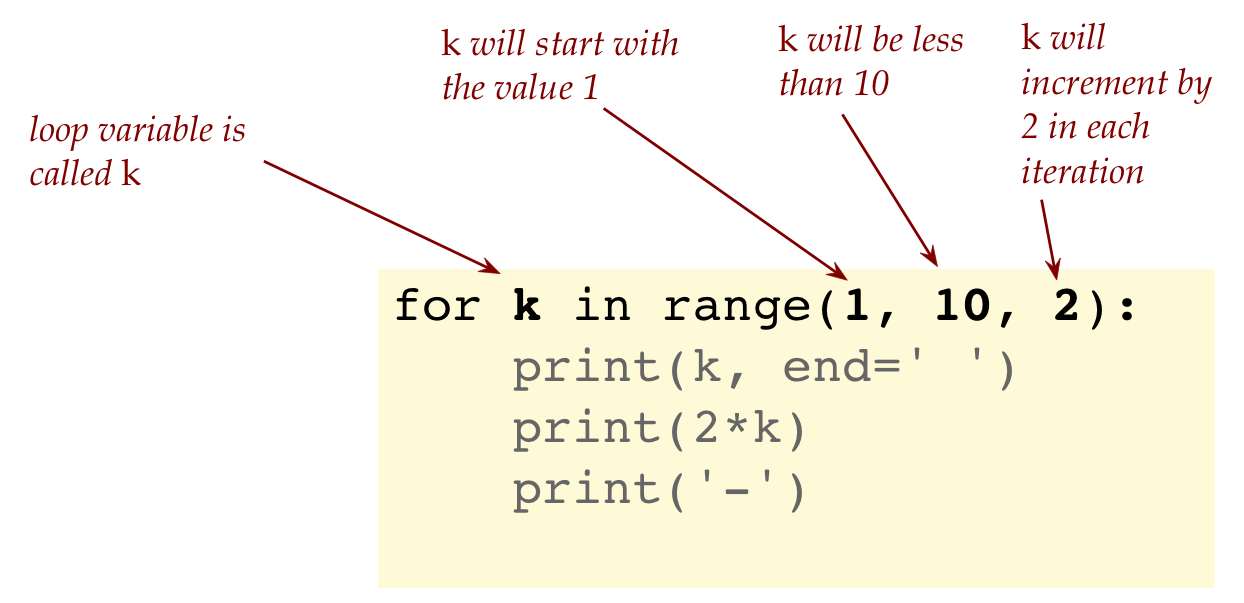 k will start with
the value 1
k will be less
than 10
k will
increment by
2 in each
iteration
loop variable is
called k
for k in range(1, 10, 2):
    print(k, end=' ')
    print(2*k)
    print('-')